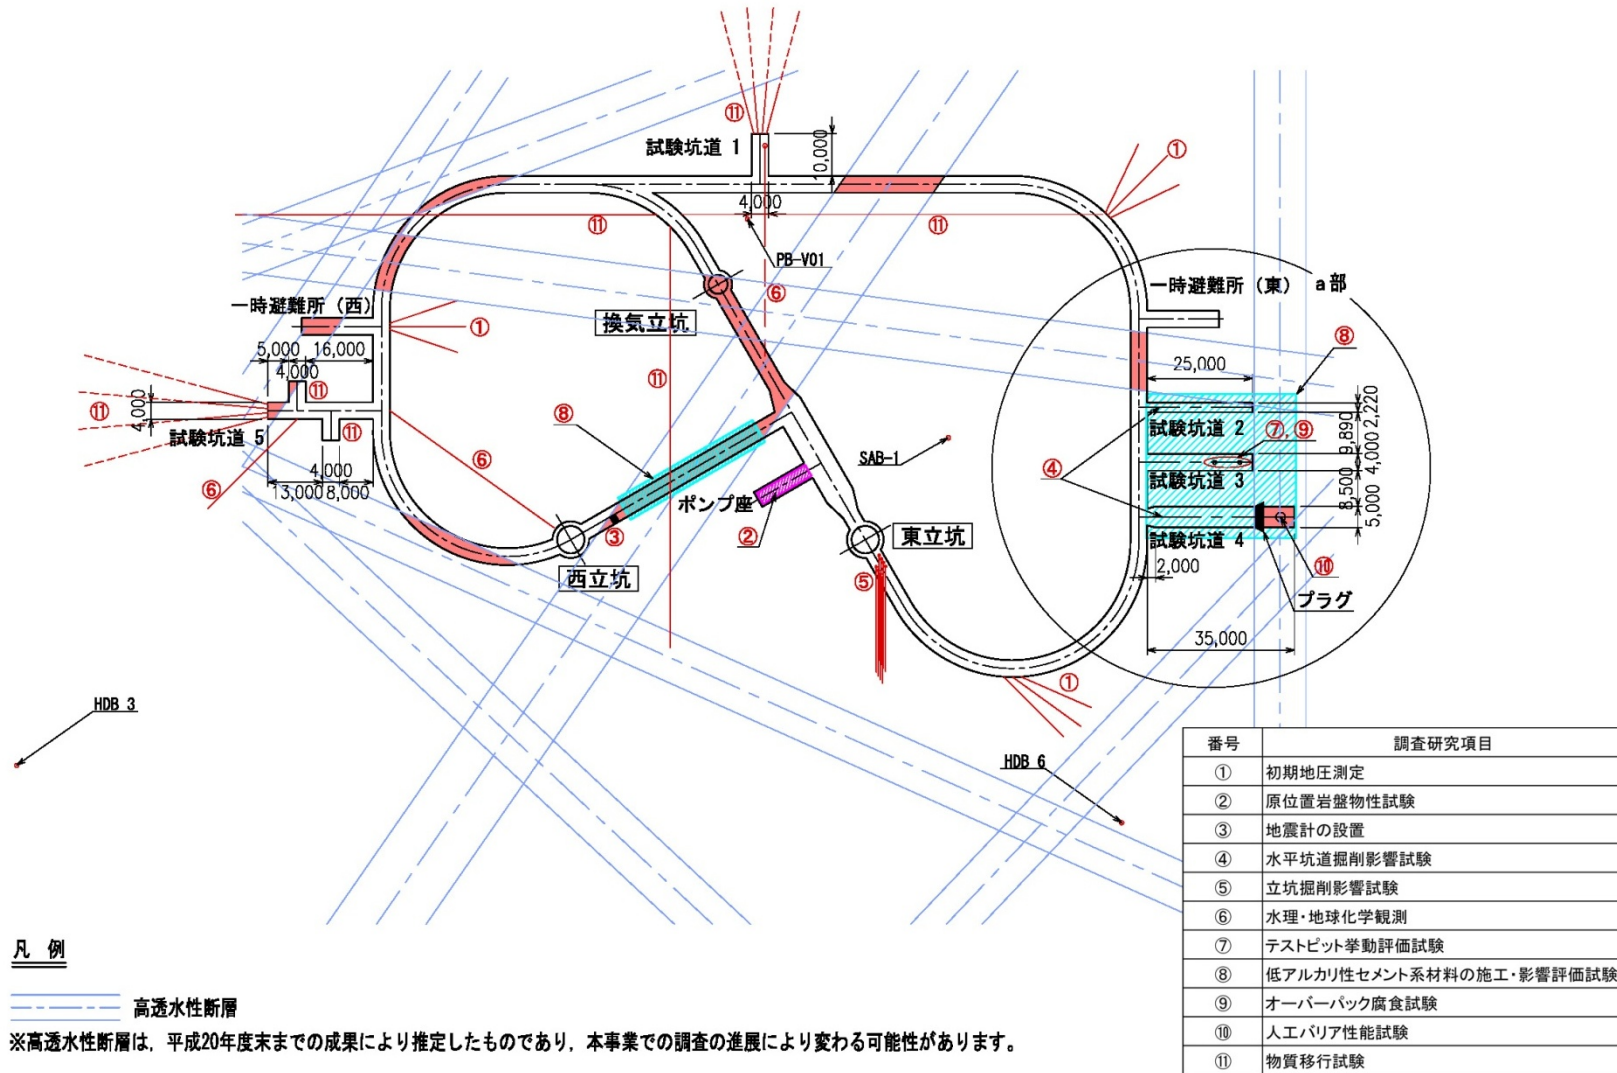 ⑪
試験坑道 1
10,000
4,000
①
⑪
⑪
PB-V01
⑥
換気立坑
一時避難所（西）
5,000
16,000
4,000
①
⑪
⑪
4,000
試験坑道 5
⑪
4,000
13,000
8,000
⑥
⑥
⑪
⑧
SAB-1
ポンプ座
②
③
西立坑
東立坑
⑤
①
一時避難所（東）
a部
⑧
25,000
2,220
9,890
4,000
8,500
5,000
試験坑道 2
⑦,⑨
④
試験坑道 3
試験坑道 4
2,000
⑩
プラグ
35,000
HDB 3
HDB 6
番号 調査研究項目
① 初期地圧測定
② 原位置岩盤物性試験
③ 地震計の設置
④ 水平坑道掘削影響試験
⑤ 立坑掘削影響試験
⑥ 水理・地球化学観測
⑦ テストピット挙動評価試験
⑧ 低アルカリ性セメント系材料の施工・影響評価試験
⑨ オーバーパック腐食試験
⑩ 人工バリア性能試験
⑪ 物質移行試験
凡 例
高透水性断層
※高透水性断層は，平成20年度末までの成果により推定したものであり，本事業での調査の進展により変わる可能性があります。